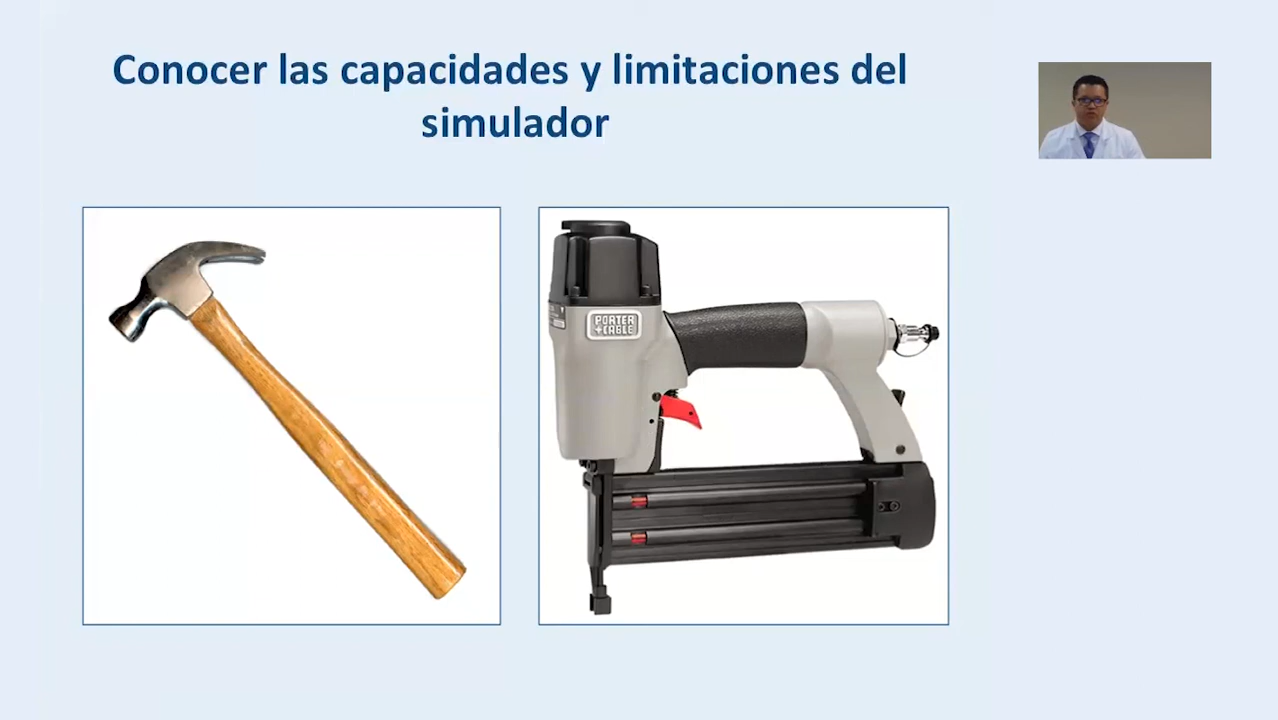 Conocer las capacidades y limitaciones del
simulador
PORTER
+CABLE